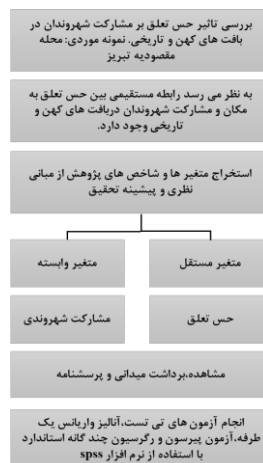 بررسی تاثیر حس تعلق بر مشارکت شهروندان در
بافت های کهن و تاریخی. نمونه موردی: محله
مقصودیه تبریز
به نظر می رسد رابطه مستقیمی بین حس تعلق به
مکان و مشارکت شهروندان دربافت های کهن و
تاریخی وجود دارد.
استخراج متغیر ها و شاخص های پژوهش از مبانی
نظری و پیشینه تحقیق
متغیر مستقل
متغیر وابسته
حس تعلق
مشارکت شهروندی
مشاهده،برداشت میدانی و پرسشنامه
انجام آزمون های تی تست،آنالیز واریانس یک
طرفه،آزمون پیرسون و رگرسیون چند گانه استاندارد
با استفاده از نرم افزار spss